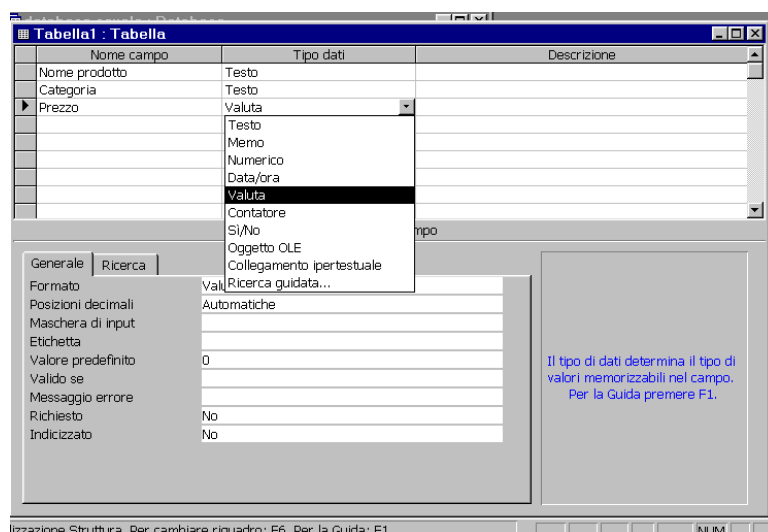 database scuola : Database
Tabella1 : Tabella
Nome campo Tipo dati Descrizione
Nome prodotto Testo
Categoria Testo
Prezzo Valuta
Testo
Memo
Numerico
Data/ora
Valuta
Contatore
Sì/No
mpo
Oggetto OLE
Collegamento ipertestuale
Ricerca guidata...
Generale Ricerca
Formato Valu
Posizioni decimali Automatiche
Maschera di input
Etichetta
Valore predefinito 0
Valido se
Messaggio errore
Richiesto No
Indicizzato No
Il tipo di dati determina il tipo di
valori memorizzabili nel campo.
Per la Guida premere F1.
lizzazione Struttura. Per cambiare riquadro: F6. Per la Guida: F1. NUM